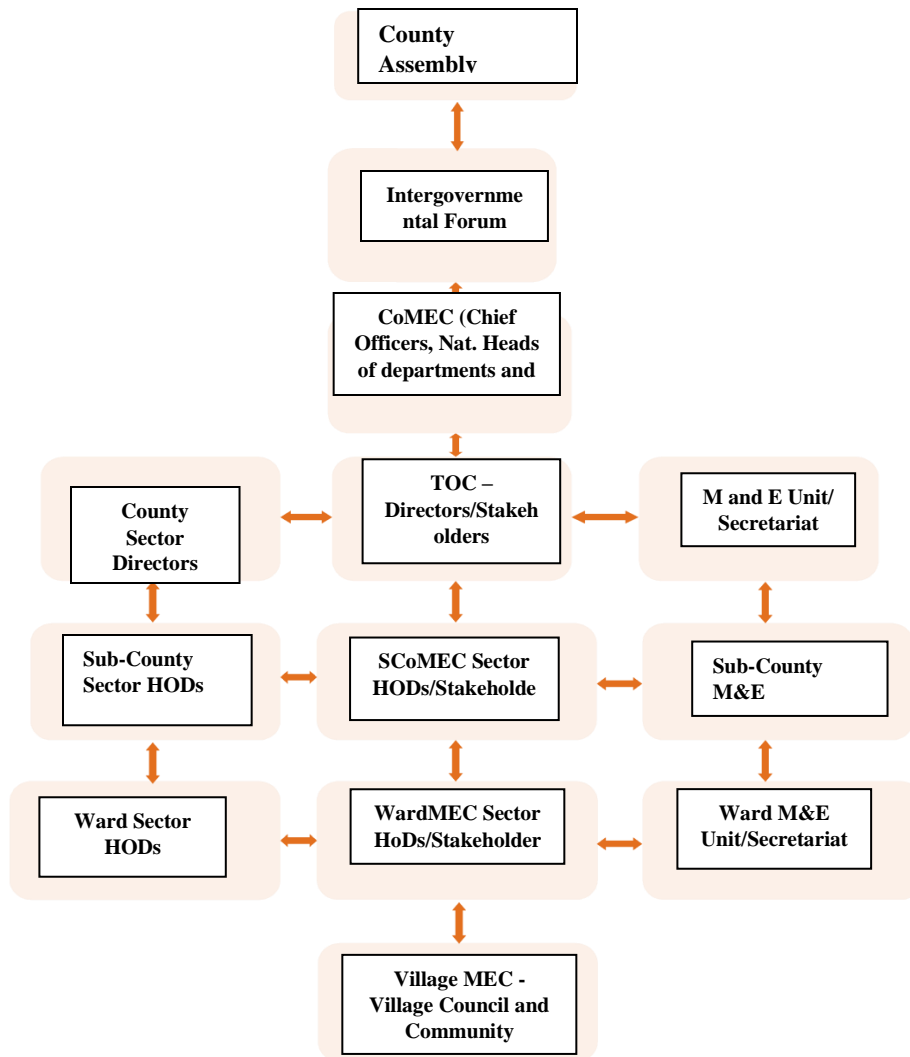 County
Assembly
Intergovernme
ntal Forum
CoMEC (Chief
Officers, Nat. Heads
of departments and
TOC –
Directors/Stakeh
olders
County
Sector
Directors
M and E Unit/
Secretariat
Sub-County
Sector HODs
SCoMEC Sector
HODs/Stakeholde
Sub-County
M&E
Ward Sector
HODs
WardMEC Sector
HoDs/Stakeholder
Ward M&E
Unit/Secretariat
Village MEC -
Village Council and
Community